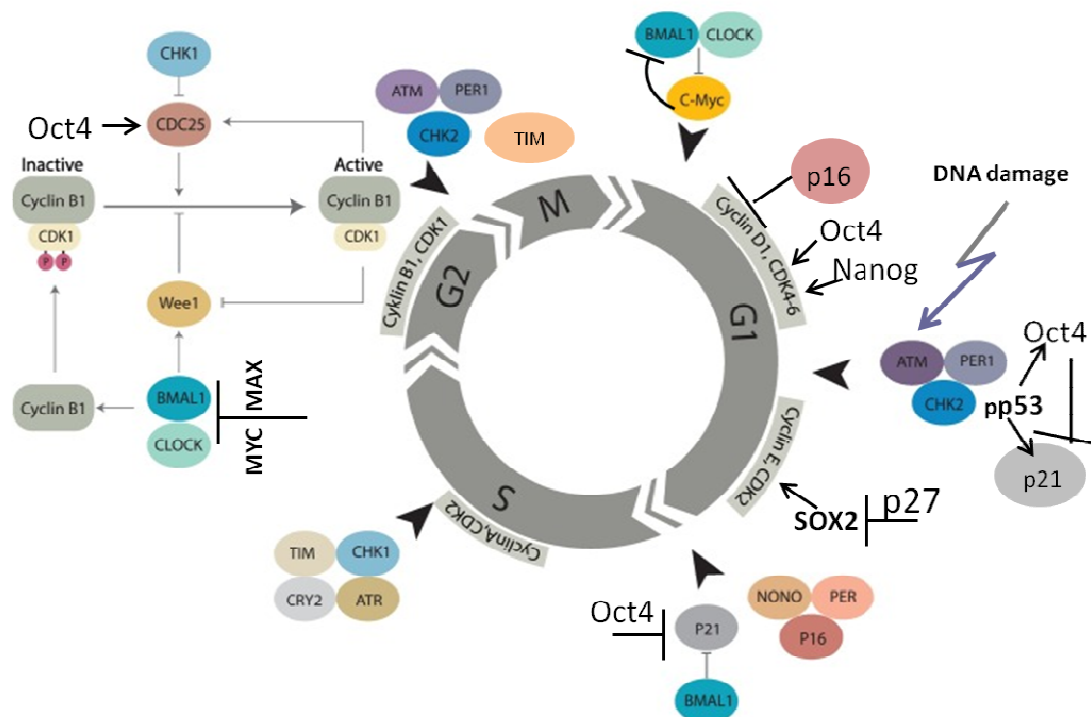 CHK1
Oct4
CDC25
Inactive
Cyclin B1
CDK1
P P
Active
Cyclin B1
CDK1
Wee1
Cyclin B1
BMAL1
CLOCK
MYC MAX
ATM
PER1
CHK2
TIM
BMAL1
CLOCK
C-Myc
p16
Oct4
Nanog
DNA damage
Cyclin D1, CDK4-6
Cyklin B1, CDK1
M
G2
G1
S
ATM
PER1
CHK2
pp53
Oct4
p21
Cyclin E, CDK2
SOX2
p27
CyclinA,CDK2
TIM
CHK1
CRY2
ATR
Oct4
P21
BMAL1
NONO
PER
P16